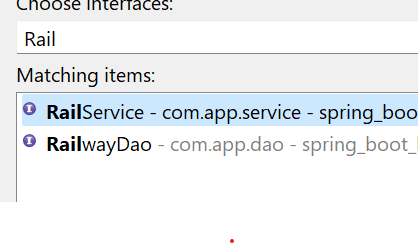 Choose interfaces:
Rail
Matching items:
RailService - com.app.service - spring_boo
RailwayDao - com.app.dao - spring_boot_